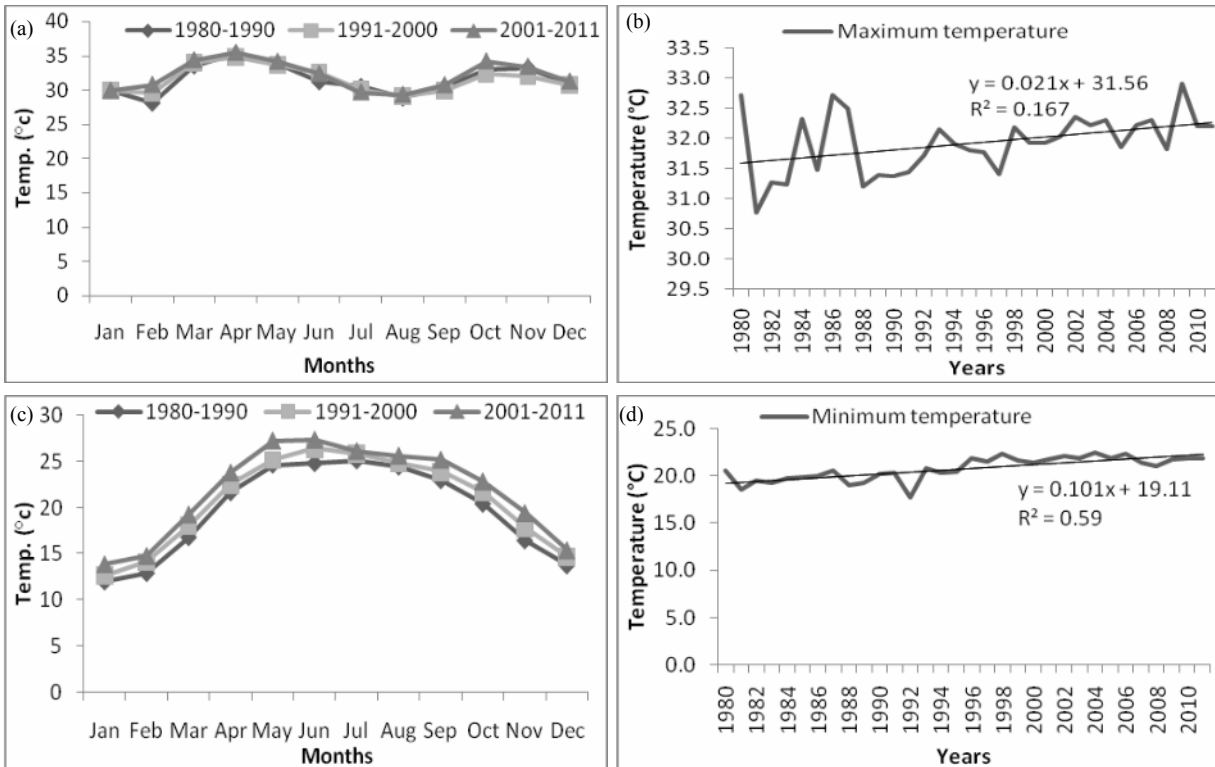 (a)
40
35
30
25
20
15
10
5
0
Temp. (°c)
1980-1990 1991-2000 2001-2011
Jan Feb Mar Apr May Jun Jul Aug Sep Oct Nov Dec
Months
(b)
33.5
33.0
32.5
32.0
31.5
31.0
30.5
30.0
29.5
Temperatutre (°C)
Maximum temperature
y = 0.021x + 31.56
R² = 0.167
1980 1982 1984 1986 1988 1990 1992 1994 1996 1998 2000 2002 2004 2006 2008 2010
Years
(c)
30
25
20
15
10
5
0
Temp. (°c)
1980-1990 1991-2000 2001-2011
Jan Feb Mar Apr May Jun Jul Aug Sep Oct Nov Dec
Months
(d)
25.0
20.0
15.0
10.0
5.0
0.0
Temperature (°C)
Minimum temperature
y = 0.101x + 19.11
R² = 0.59
1980 1982 1984 1986 1988 1990 1992 1994 1996 1998 2000 2002 2004 2006 2008 2010
Years